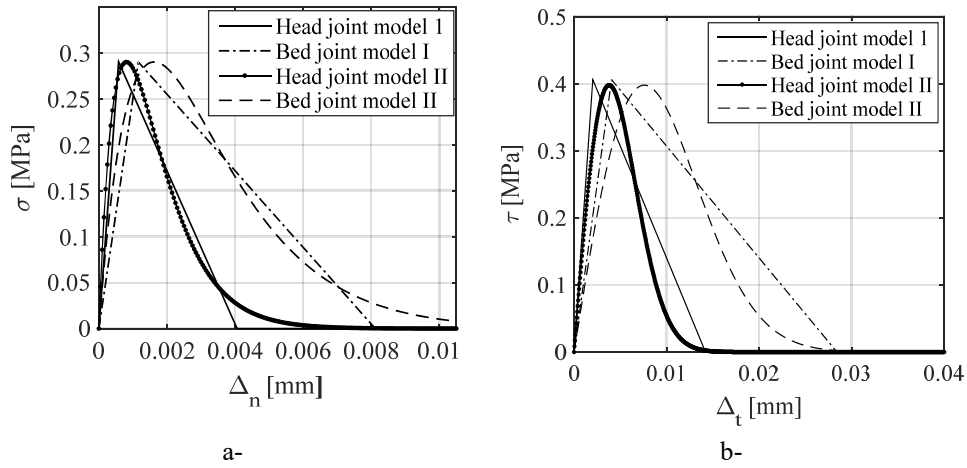 Head joint model 1
Bed joint model I
Head joint model II
Bed joint model II
0.3
0.25
0.2
0.15
0.1
0.05
0
σ [MPa]
0 0.002 0.004 0.006 0.008 0.01
Δn [mm]
a-
Head joint model 1
Bed joint model I
Head joint model II
Bed joint model II
0.5
0.4
0.3
0.2
0.1
0
τ [MPa]
0 0.01 0.02 0.03 0.04
Δt [mm]
b-